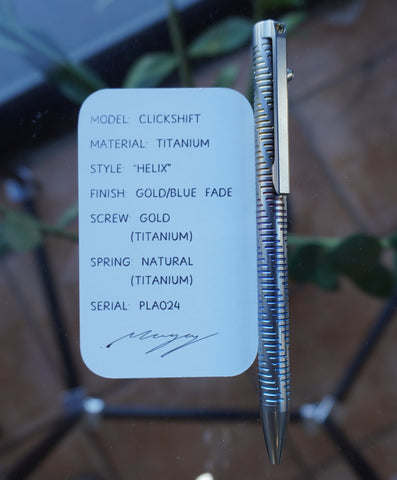 MODEL: CLICKSHIFT
MATERIAL: TITANIUM
STYLE: "HELIX"
FINISH: GOLD/BLUE FADE
SCREW: GOLD
(TITANIUM)
SPRING: NATURAL
(TITANIUM)
SERIAL: PLA024